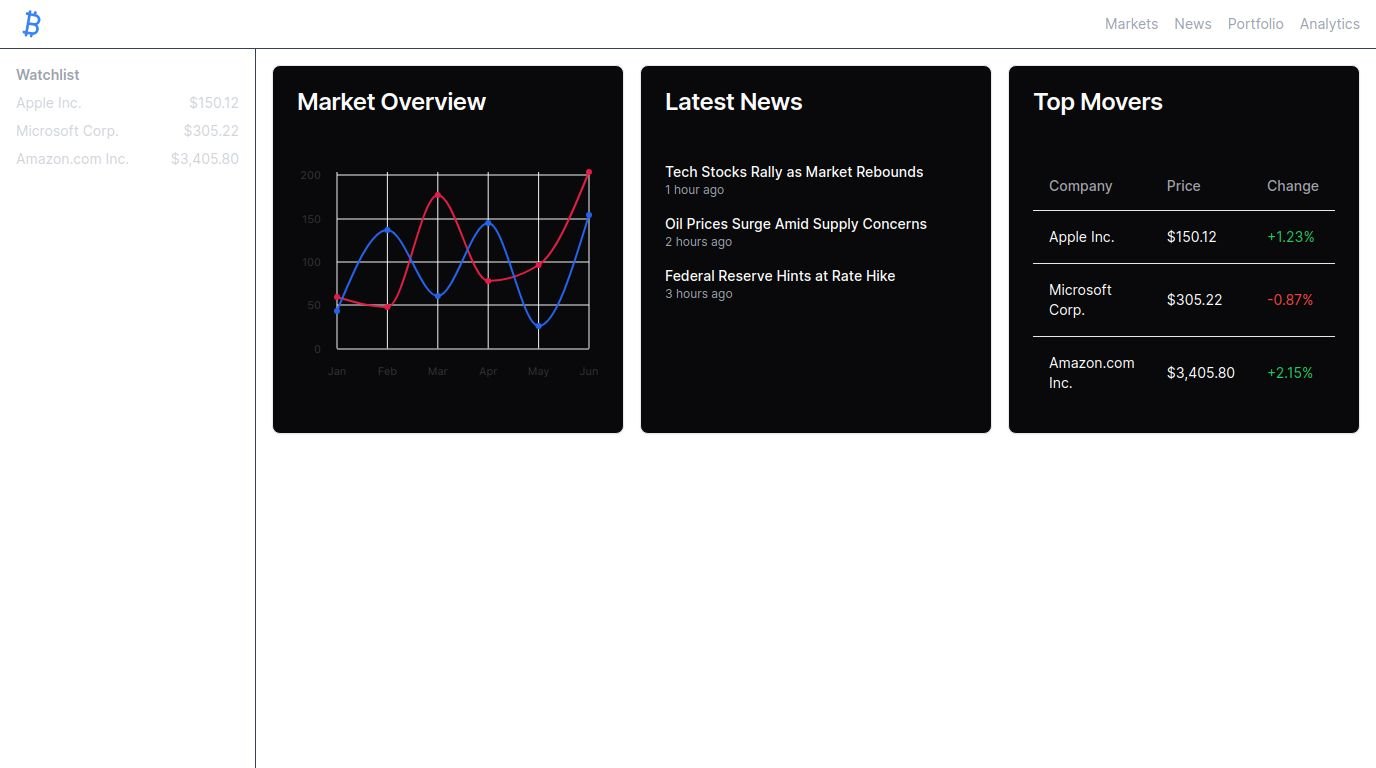 Markets News Portfolio Analytics
Watchlist
Apple Inc. $150.12
Microsoft Corp. $305.22
Amazon.com Inc. $3,405.80
Market Overview
200
150
100
50
0
Jan Feb Mar Apr May Jun
Latest News
Tech Stocks Rally as Market Rebounds
1 hour ago
Oil Prices Surge Amid Supply Concerns
2 hours ago
Federal Reserve Hints at Rate Hike
3 hours ago
Top Movers
Company Price Change
Apple Inc. $150.12 +1.23%
Microsoft
Corp. $305.22 -0.87%
Amazon.com
Inc. $3,405.80 +2.15%